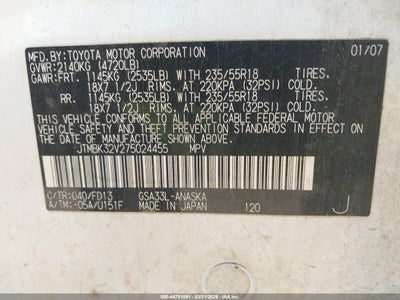 MFD.BY:TOYOTA MOTOR CORPORATION 01/07
GVWR:2140KG (4720LB)
GAWR:FRT. 1145KG (2535LB) WITH 235/55R18 TIRES,
18X7 1/2J RIMS, AT 220KPA (32PSI) COLD.
RR. 1145KG (2535LB) WITH 235/55R18 TIRES,
18X7 1/2J RIMS, AT 220KPA (32PSI) COLD.
THIS VEHICLE CONFORMS TO ALL APPLICABLE FEDERAL MOTOR
VEHICLE SAFETY, BUMPER, AND THEFT PREVENTION STANDARDS
IN EFFECT ON THE DATE OF MANUFACTURE SHOWN ABOVE.
JTMBK32V275024455 MPV
C/TR:040/FD13 GSA33L-ANASKA
A/TM:-05A/U151F MADE IN JAPAN 120 J